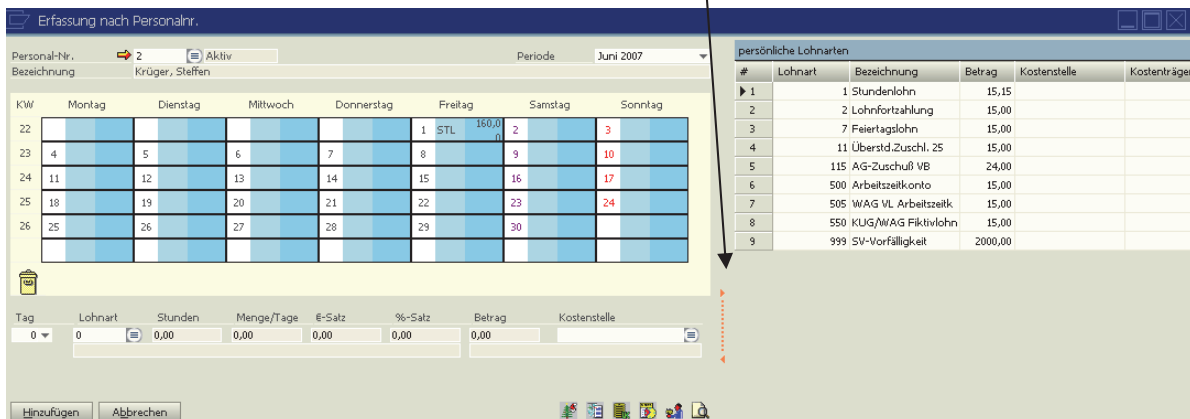 Erfassung nach Personalnr.
Personal-Nr. 2 Aktiv Periode Juni 2007
Bezeichnung Krüger, Steffen
KW Montag Dienstag Mittwoch Donnerstag Freitag Samstag Sonntag
22 1 STL 160,0 2 3
0
23 4 5 6 7 8 9 10
24 11 12 13 14 15 16 17
25 18 19 20 21 22 23 24
26 25 26 27 28 29 30
Tag Lohnart Stunden Menge/Tage €-Satz %-Satz Betrag Kostenstelle
0 0 0,00 0,00 0,00 0,00 0,00
Hinzufügen Abbrechen
persönliche Lohnarten
# Lohnart Bezeichnung Betrag Kostenstelle Kostenträger
1 1 Stundenlohn 15,15
2 2 Lohnfortzahlung 15,00
3 7 Feiertagslohn 15,00
4 11 Überstd.Zuschl. 25 15,00
5 115 AG-Zuschuß VB 24,00
6 500 Arbeitszeitkonto 15,00
7 505 WAG VL Arbeitszeitk 15,00
8 550 KUG/WAG Fiktivlohn 15,00
9 999 SV-Vorfälligkeit 2000,00